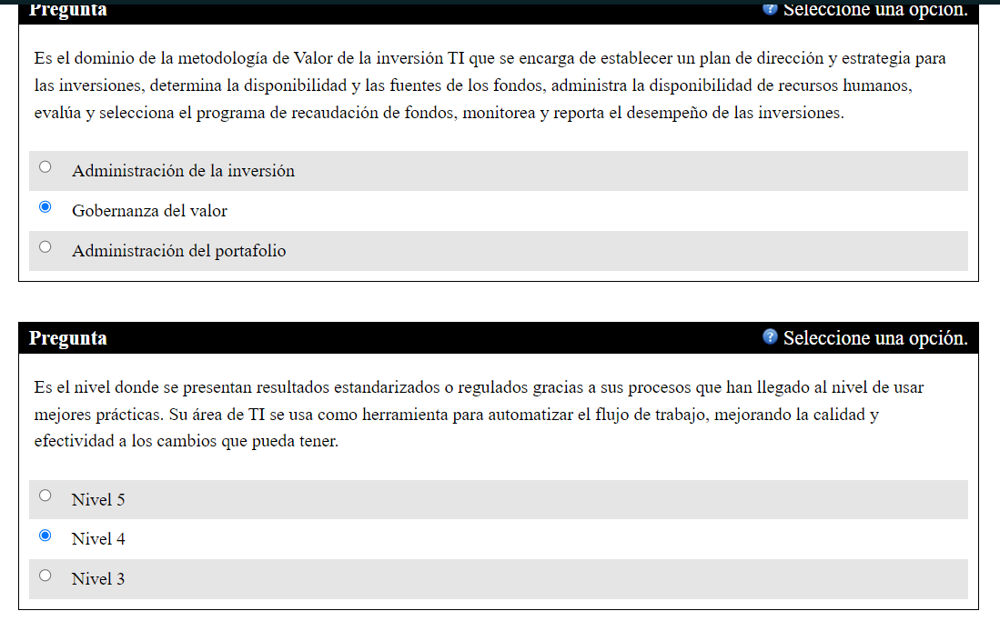 Pregunta
Seleccione una opción.
Es el dominio de la metodología de Valor de la inversión TI que se encarga de establecer un plan de dirección y estrategia para
las inversiones, determina la disponibilidad y las fuentes de los fondos, administra la disponibilidad de recursos humanos,
evalúa y selecciona el programa de recaudación de fondos, monitorea y reporta el desempeño de las inversiones.
Administración de la inversión
Gobernanza del valor
Administración del portafolio
Pregunta
Seleccione una opción.
Es el nivel donde se presentan resultados estandarizados o regulados gracias a sus procesos que han llegado al nivel de usar
mejores prácticas. Su área de TI se usa como herramienta para automatizar el flujo de trabajo, mejorando la calidad y
efectividad a los cambios que pueda tener.
Nivel 5
Nivel 4
Nivel 3